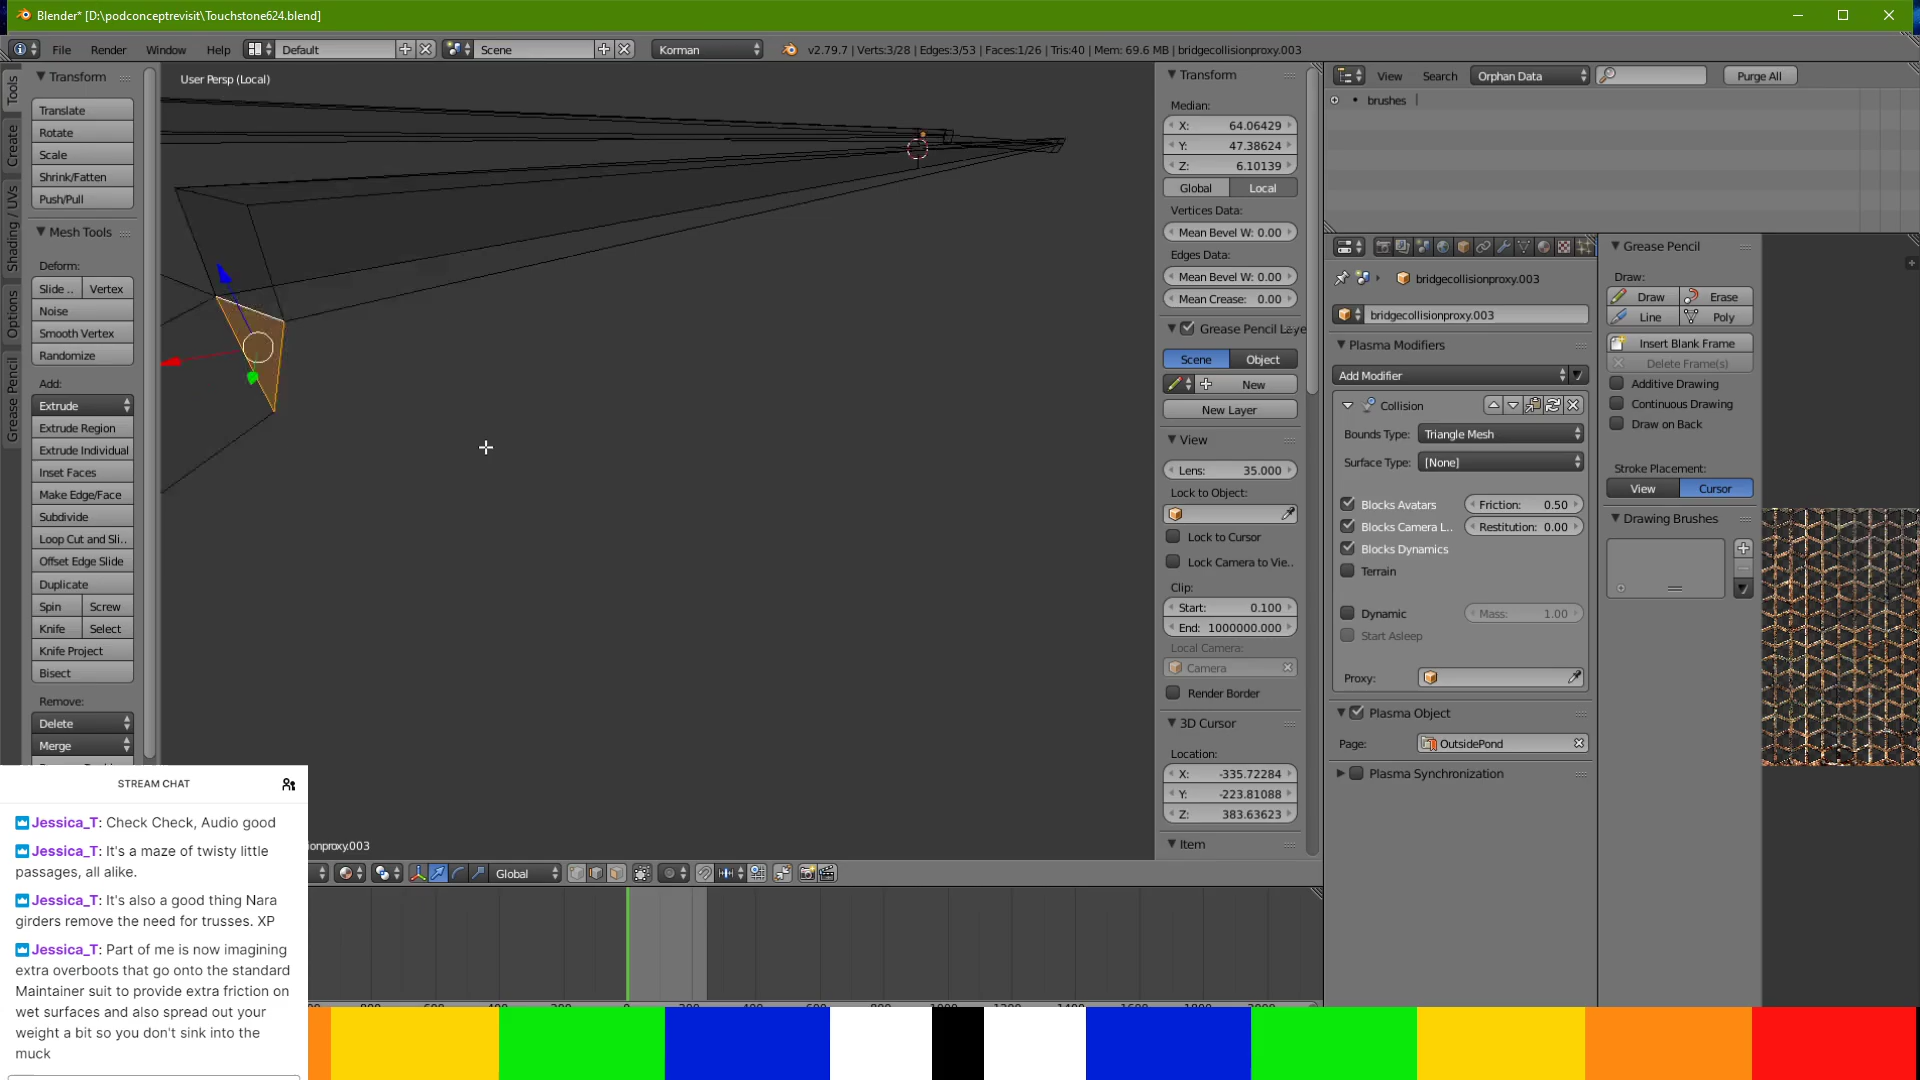 Blender* [D:\podconceptrevisit\Touchstone624.blend]
File Render Window Help Default Scene Korman v2.79.7 | Verts:3/28 | Edges:3/53 | Faces:1/26 | Tris:40 | Mem: 69.6 MB | bridgecollisionproxy.003
Tools
Create
Shading / UVs
Options
Grease Pencil
Transform
Translate
Rotate
Scale
Shrink/Fatten
Push/Pull
Mesh Tools
Deform:
Slide .. Vertex
Noise
Smooth Vertex
Randomize
Add:
Extrude
Extrude Region
Extrude Individual
Inset Faces
Make Edge/Face
Subdivide
Loop Cut and Sli..
Offset Edge Slide
Duplicate
Spin Screw
Knife Select
Knife Project
Bisect
Remove:
Delete
Merge
User Persp (Local)
ionproxy.003
Global
Transform
Median:
X: 64.06429
Y: 47.38624
Z: 6.10139
Global Local
Vertices Data:
Mean Bevel W: 0.00
Edges Data:
Mean Bevel W: 0.00
Mean Crease: 0.00
Grease Pencil Laye
Scene Object
New
New Layer
View
Lens: 35.000
Lock to Object:
Lock to Cursor
Lock Camera to Vie..
Clip:
Start: 0.100
End: 1000000.000
Local Camera:
Camera
Render Border
3D Cursor
Location:
X: -335.72284
Y: -223.81088
Z: 383.63623
Item
View Search Orphan Data Purge All
brushes
bridgecollisionproxy.003
bridgecollisionproxy.003
Plasma Modifiers
Add Modifier
Collision
Bounds Type: Triangle Mesh
Surface Type: [None]
Blocks Avatars Friction: 0.50
Blocks Camera L.. Restitution: 0.00
Blocks Dynamics
Terrain
Dynamic Mass: 1.00
Start Asleep
Proxy:
Plasma Object
Page: OutsidePond
Plasma Synchronization
Grease Pencil
Draw:
Draw Erase
Line Poly
Insert Blank Frame
Delete Frame(s)
Additive Drawing
Continuous Drawing
Draw on Back
Stroke Placement:
View Cursor
Drawing Brushes
STREAM CHAT
Jessica_T: Check Check, Audio good
Jessica_T: It's a maze of twisty little
passages, all alike.
Jessica_T: It's also a good thing Nara
girders remove the need for trusses. XP
Jessica_T: Part of me is now imagining
extra overboots that go onto the standard
Maintainer suit to provide extra friction on
wet surfaces and also spread out your
weight a bit so you don't sink into the
muck